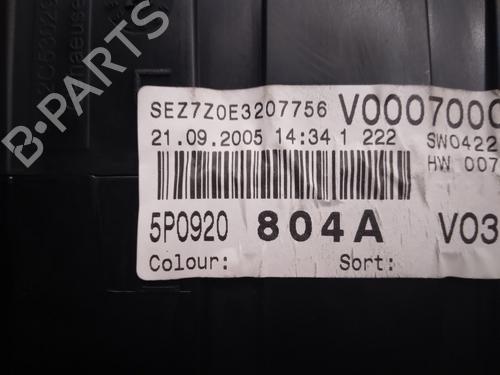 SEZ7Z0E3207756 V0007000
21.09.2005 14:34 1 222 SW0422
HW 007
5P0920 804A V03
Colour: Sort:
B-PARTS